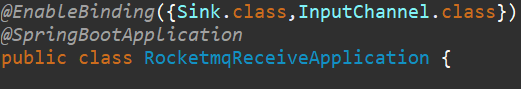 @EnableBinding({Sink.class,InputChannel.class})
@SpringBootApplication
public class RocketmqReceiveApplication {